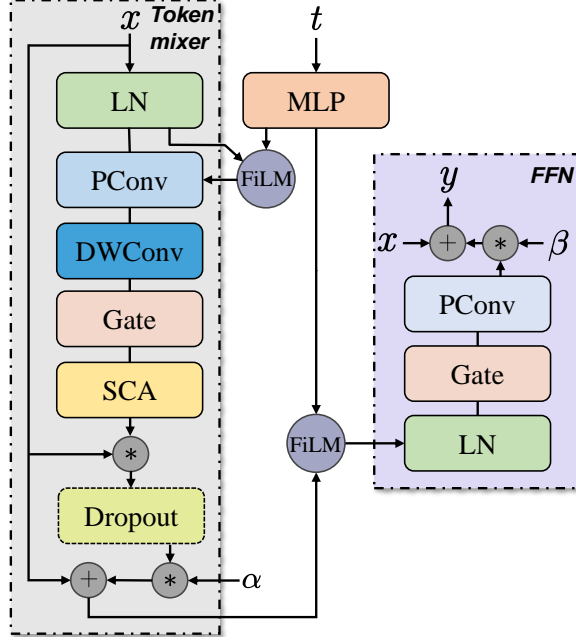 x
Token
mixer
t
LN
MLP
FiLM
PConv
DWConv
Gate
SCA
*
Dropout
+
*
α
FiLM
FFN
y
x
+
*
β
PConv
Gate
LN